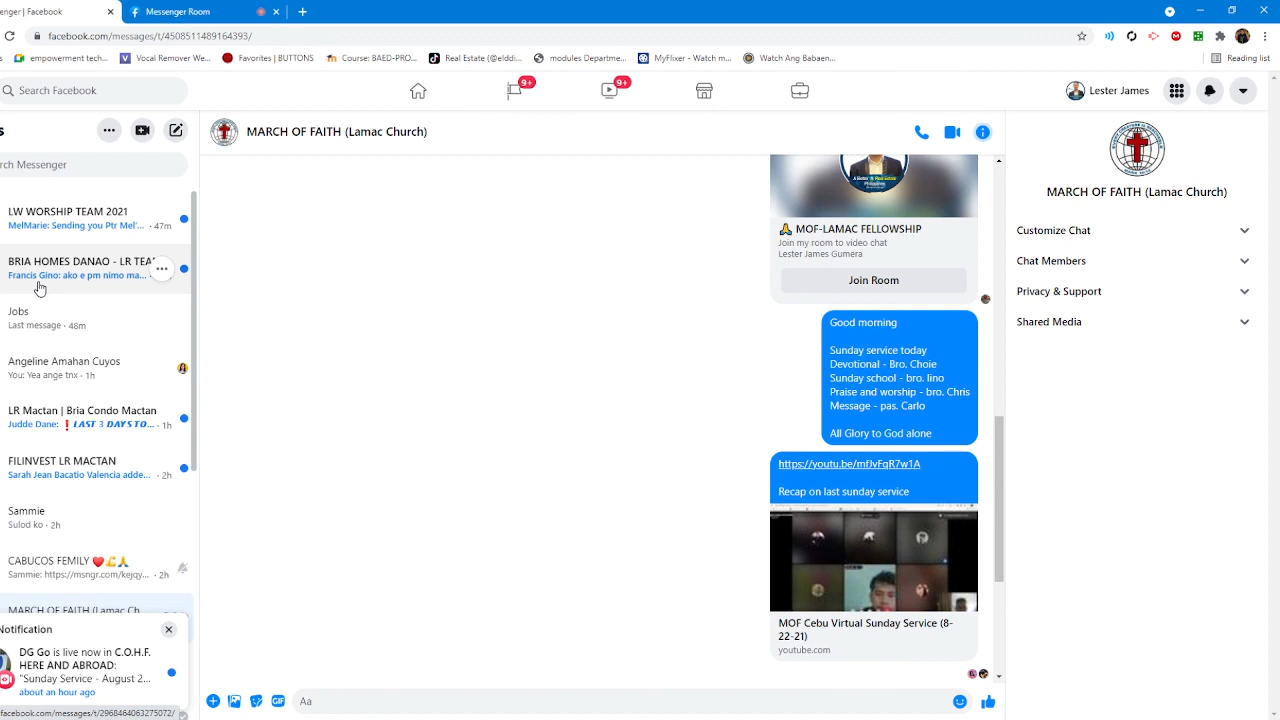 enger | Facebook
Messenger Room
facebook.com/messages/t/4508511489164393/
empowerment tech...
Vocal Remover We...
Favorites | BUTTONS
Course: BAED-PRO...
Real Estate (@elddi...
modules Departme...
MyFlixer - Watch m...
Watch Ang Babaen...
Reading list
Search Facebook
9+
9+
Lester James
s
MARCH OF FAITH (Lamac Church)
rch Messenger
LW WORSHIP TEAM 2021
MelMarie: Sending you Ptr Mel'... · 47m
BRIA HOMES DANAO - LR TEA
Francis Gino: ako e pm nimo ma...
Jobs
Last message · 48m
Angeline Amahan Cuyos
You: Yea ange tnx · 1h
LR Mactan | Bria Condo Mactan
Judde Dane: ❗LAST 3 DAYS TO... · 1h
FILINVEST LR MACTAN
Sarah Jean Bacatio Valencia adde... · 2h
Sammie
Sulod ko · 2h
CABUCOS FEMILY ❤️💪🙏
Sammie: https://msngr.com/kejqy... · 2h
MARCH OF FAITH (Lamac Ch
Notification
DG Go is live now in C.O.H.F.
HERE AND ABROAD:
"Sunday Service - August 2...
about an hour ago
facebook.com/messages/t/2968464063275072/
🙏 MOF-LAMAC FELLOWSHIP
Join my room to video chat
Lester James Gumera
Join Room
Good morning
Sunday service today
Devotional - Bro. Choie
Sunday school - bro. lino
Praise and worship - bro. Chris
Message - pas. Carlo
All Glory to God alone
https://youtu.be/mfJvFqR7w1A
Recap on last sunday service
MOF Cebu Virtual Sunday Service (8-
22-21)
youtube.com
GIF
Aa
MARCH OF FAITH (Lamac Church)
Customize Chat
Chat Members
Privacy & Support
Shared Media